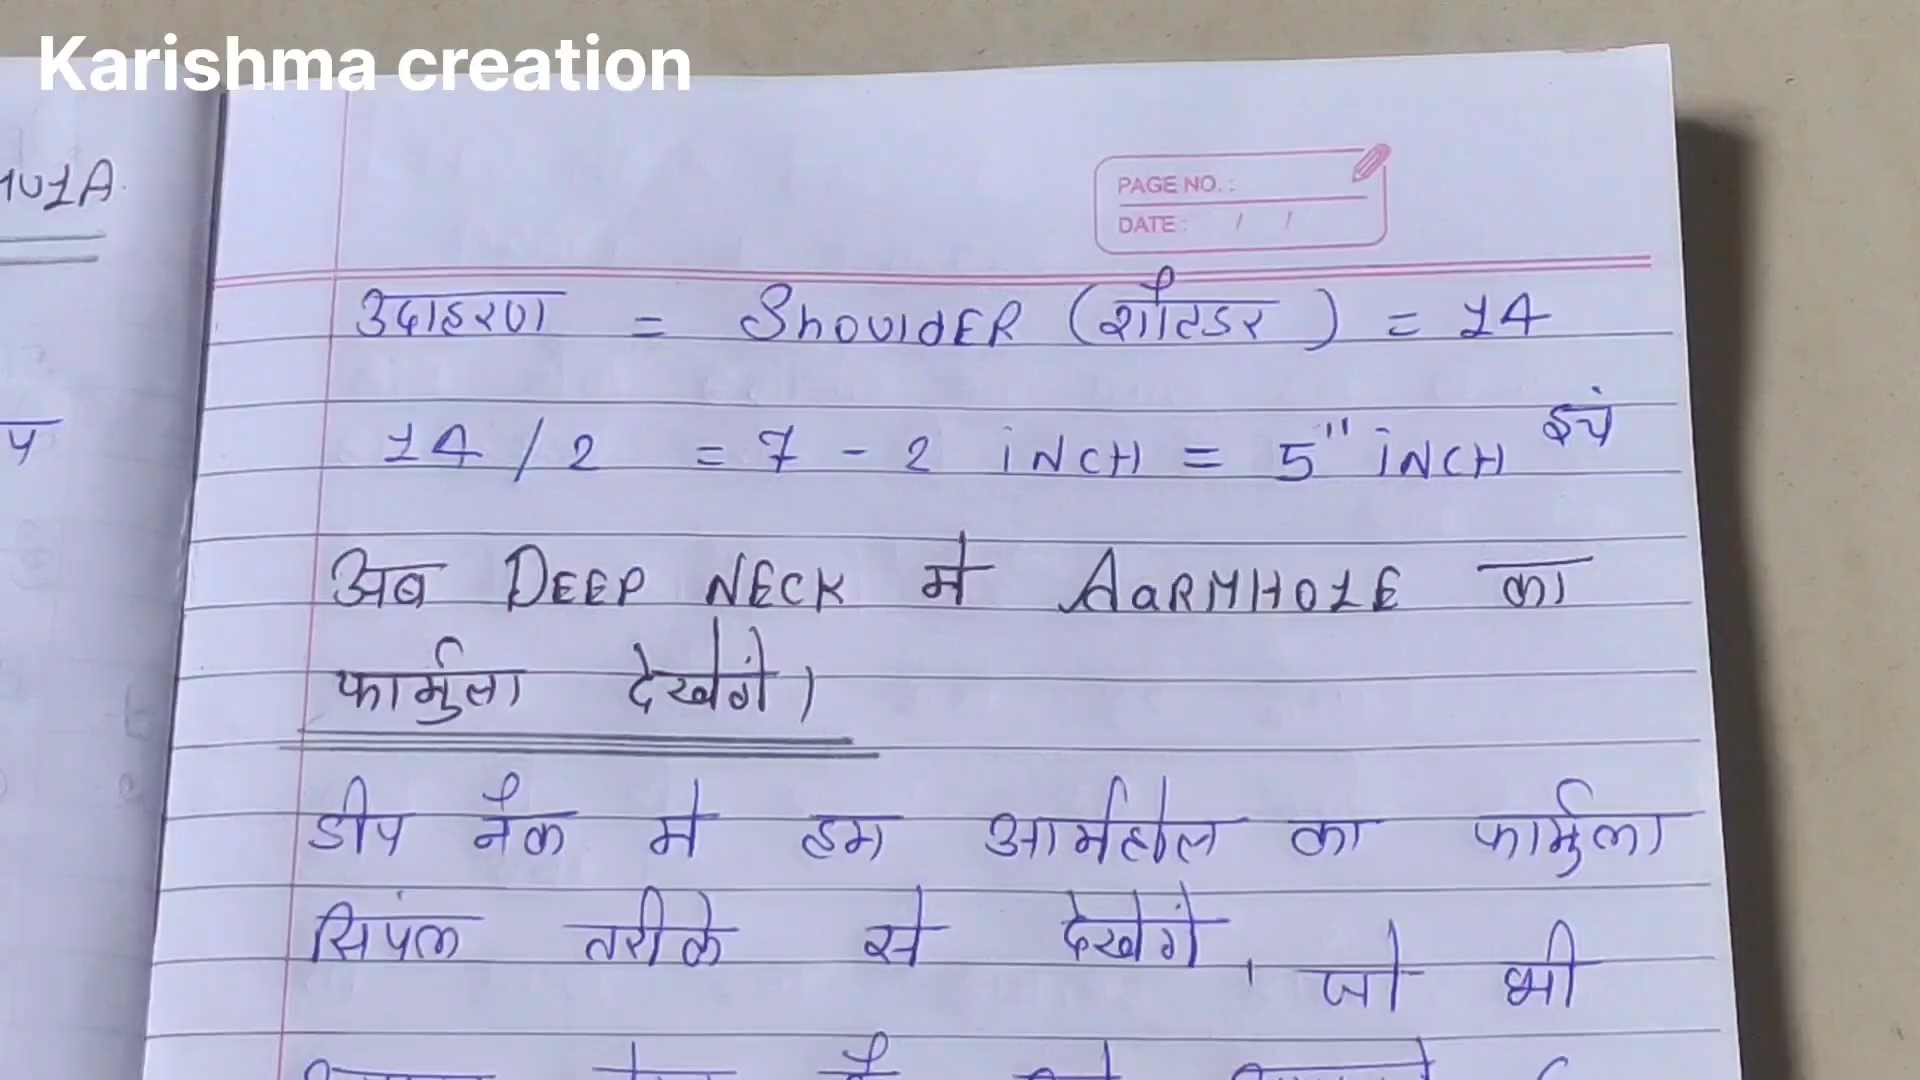 Karishma creation
PAGE NO. :
DATE : / /
उदाहरण = ShOUldER (शौल्डर) = 14
14 / 2 = 7 - 2 iNCH = 5" iNCH इचं
अब DEEP NECK मे AaRMHOLE का
फार्मुला देखेगें।
डीप नैक मे हम आर्महोल का फार्मुला
सिपंल तरीके से देखेगें, जो भी